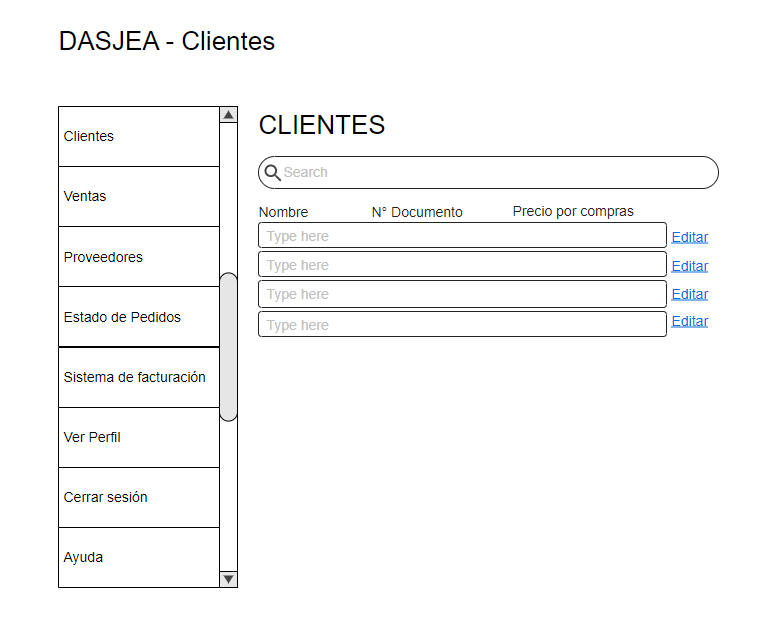 DASJEA - Clientes
Clientes
Ventas
Proveedores
Estado de Pedidos
Sistema de facturación
Ver Perfil
Cerrar sesión
Ayuda
CLIENTES
Search
Nombre N° Documento Precio por compras
Type here Editar
Type here Editar
Type here Editar
Type here Editar